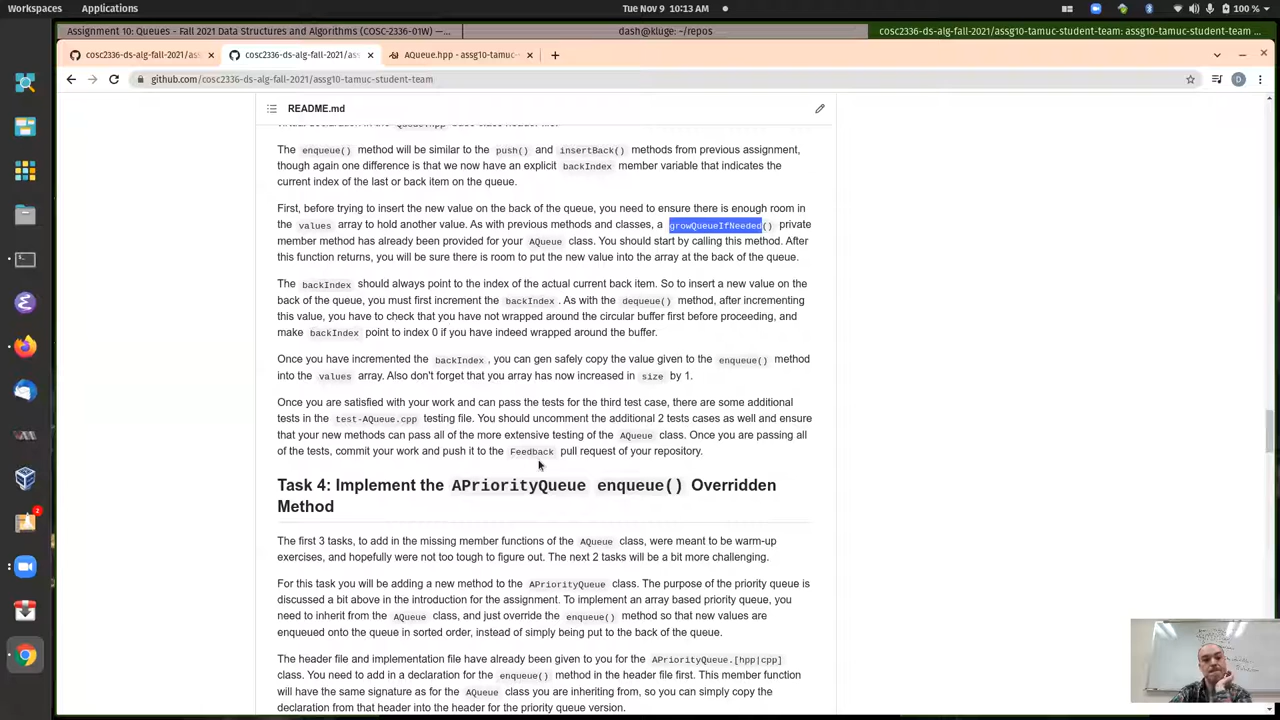 Workspaces Applications Tue Nov 9 10:13 AM 100 %
Assignment 10: Queues - Fall 2021 Data Structures and Algorithms (COSC-2336-01W) —... dash@kluge: ~/repos cosc2336-ds-alg-fall-2021/assg10-tamuc-student-team: assg10-tamuc-student-team ...
cosc2336-ds-alg-fall-2021/ass cosc2336-ds-alg-fall-2021/ass AQueue.hpp - assg10-tamuc-
github.com/cosc2336-ds-alg-fall-2021/assg10-tamuc-student-team
D
README.md
The enqueue() method will be similar to the push() and insertBack() methods from previous assignment,
though again one difference is that we now have an explicit backIndex member variable that indicates the
current index of the last or back item on the queue.
First, before trying to insert the new value on the back of the queue, you need to ensure there is enough room in
the values array to hold another value. As with previous methods and classes, a growQueueIfNeeded() private
member method has already been provided for your AQueue class. You should start by calling this method. After
this function returns, you will be sure there is room to put the new value into the array at the back of the queue.
The backIndex should always point to the index of the actual current back item. So to insert a new value on the
back of the queue, you must first increment the backIndex. As with the dequeue() method, after incrementing
this value, you have to check that you have not wrapped around the circular buffer first before proceeding, and
make backIndex point to index 0 if you have indeed wrapped around the buffer.
Once you have incremented the backIndex, you can gen safely copy the value given to the enqueue() method
into the values array. Also don't forget that you array has now increased in size by 1.
Once you are satisfied with your work and can pass the tests for the third test case, there are some additional
tests in the test-AQueue.cpp testing file. You should uncomment the additional 2 tests cases as well and ensure
that your new methods can pass all of the more extensive testing of the AQueue class. Once you are passing all
of the tests, commit your work and push it to the Feedback pull request of your repository.
Task 4: Implement the APriorityQueue enqueue() Overridden
Method
The first 3 tasks, to add in the missing member functions of the AQueue class, were meant to be warm-up
exercises, and hopefully were not too tough to figure out. The next 2 tasks will be a bit more challenging.
For this task you will be adding a new method to the APriorityQueue class. The purpose of the priority queue is
discussed a bit above in the introduction for the assignment. To implement an array based priority queue, you
need to inherit from the AQueue class, and just override the enqueue() method so that new values are
enqueued onto the queue in sorted order, instead of simply being put to the back of the queue.
The header file and implementation file have already been given to you for the APriorityQueue.[hpp|cpp]
class. You need to add in a declaration for the enqueue() method in the header file first. This member function
will have the same signature as for the AQueue class you are inheriting from, so you can simply copy the
declaration from that header into the header for the priority queue version.
2